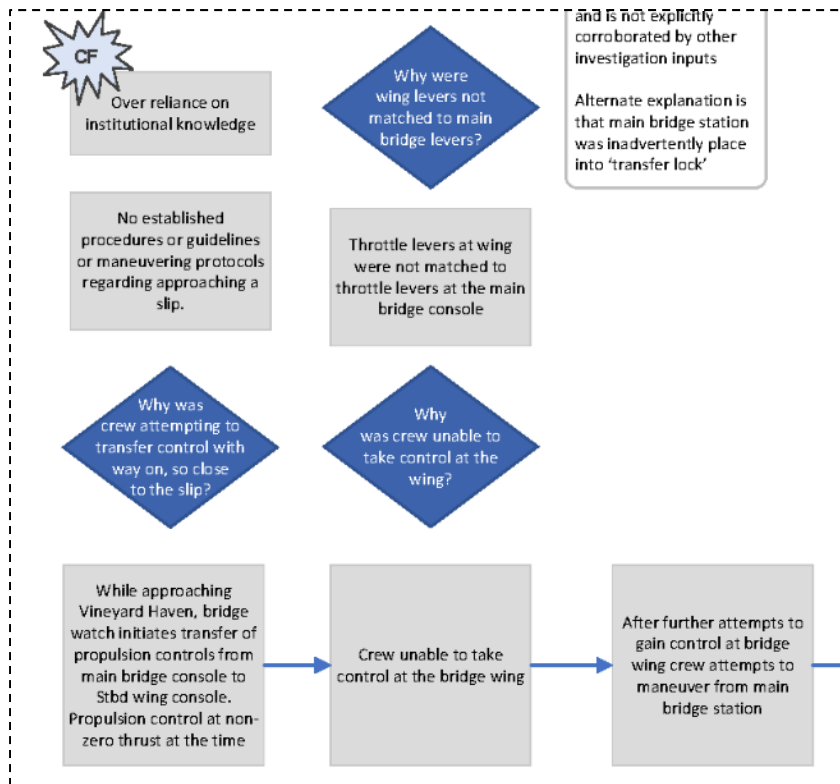 CF
Over reliance on
institutional knowledge
Why were
wing levers not
matched to main
bridge levers?
and is not explicitly
corroborated by other
investigation inputs
Alternate explanation is
that main bridge station
was inadvertently place
into ‘transfer lock’
No established
procedures or guidelines
or maneuvering protocols
regarding approaching a
slip.
Throttle levers at wing
were not matched to
throttle levers at the main
bridge console
Why was
crew attempting to
transfer control with
way on, so close
to the slip?
Why
was crew unable to
take control at the
wing?
While approaching
Vineyard Haven, bridge
watch initiates transfer of
propulsion controls from
main bridge console to
Stbd wing console.
Propulsion control at non-
zero thrust at the time
Crew unable to take
control at the bridge wing
After further attempts to
gain control at bridge
wing crew attempts to
maneuver from main
bridge station